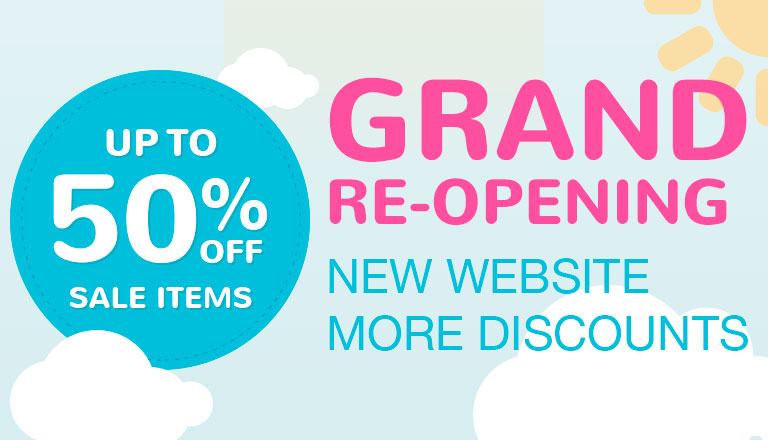 UP TO
50% OFF
SALE ITEMS
GRAND
RE-OPENING
NEW WEBSITE
MORE DISCOUNTS